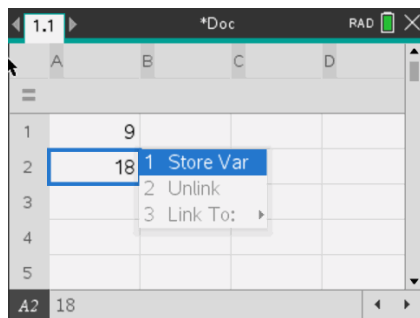 1.1 *Doc RAD
A B C D
=
1 9
2 18
3
4
5
1 Store Var
2 Unlink
3 Link To:
A2 18